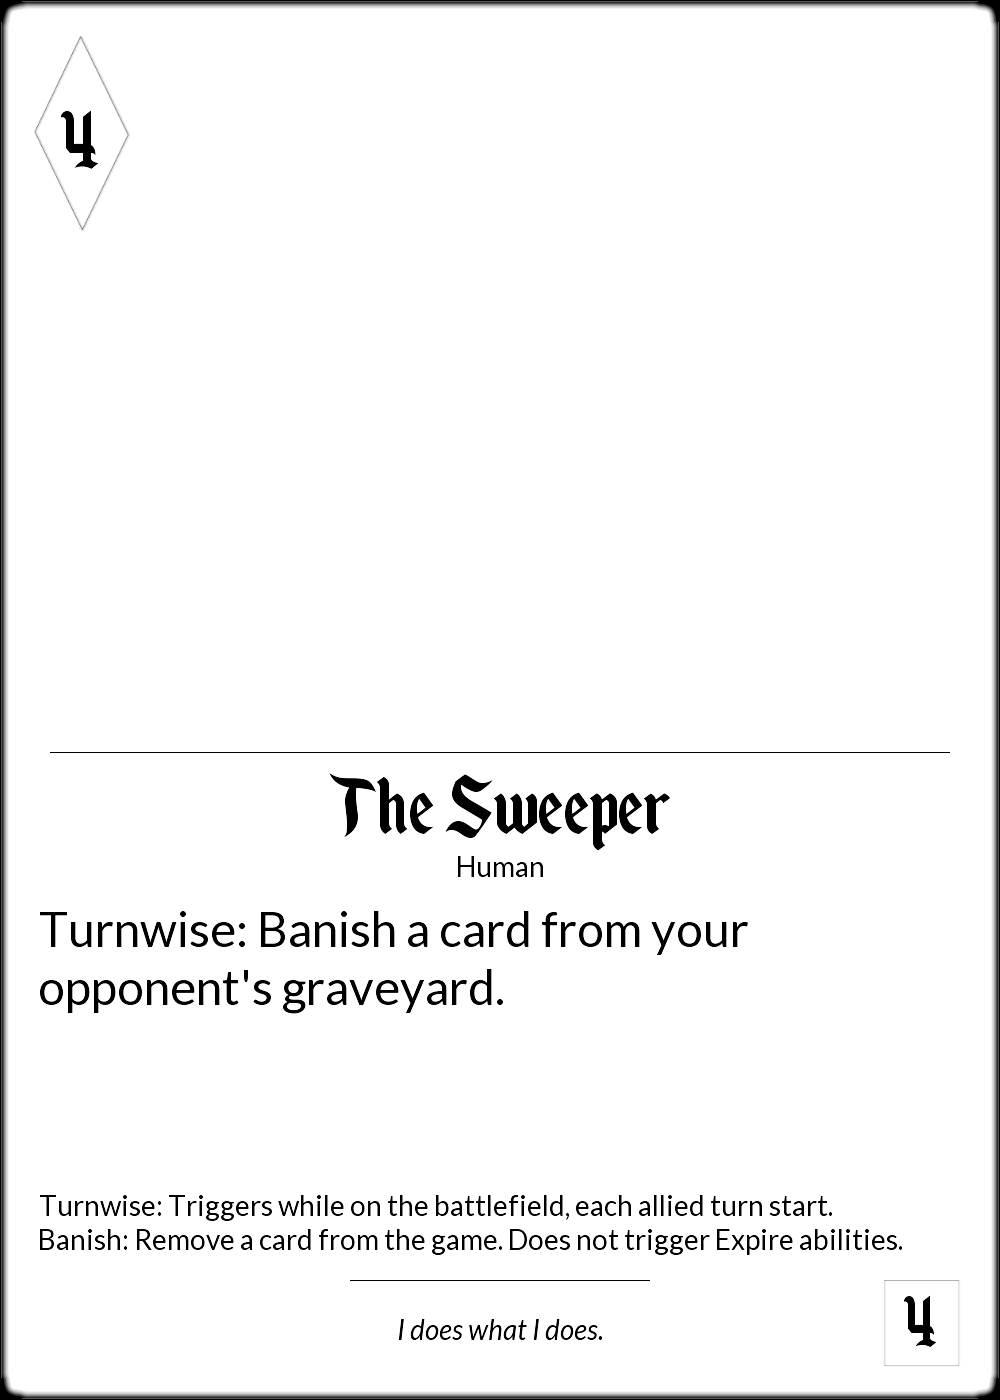 4
The Sweeper
Human
Turnwise: Banish a card from your
opponent's graveyard.
Turnwise: Triggers while on the battlefield, each allied turn start.
Banish: Remove a card from the game. Does not trigger Expire abilities.
I does what I does.
4